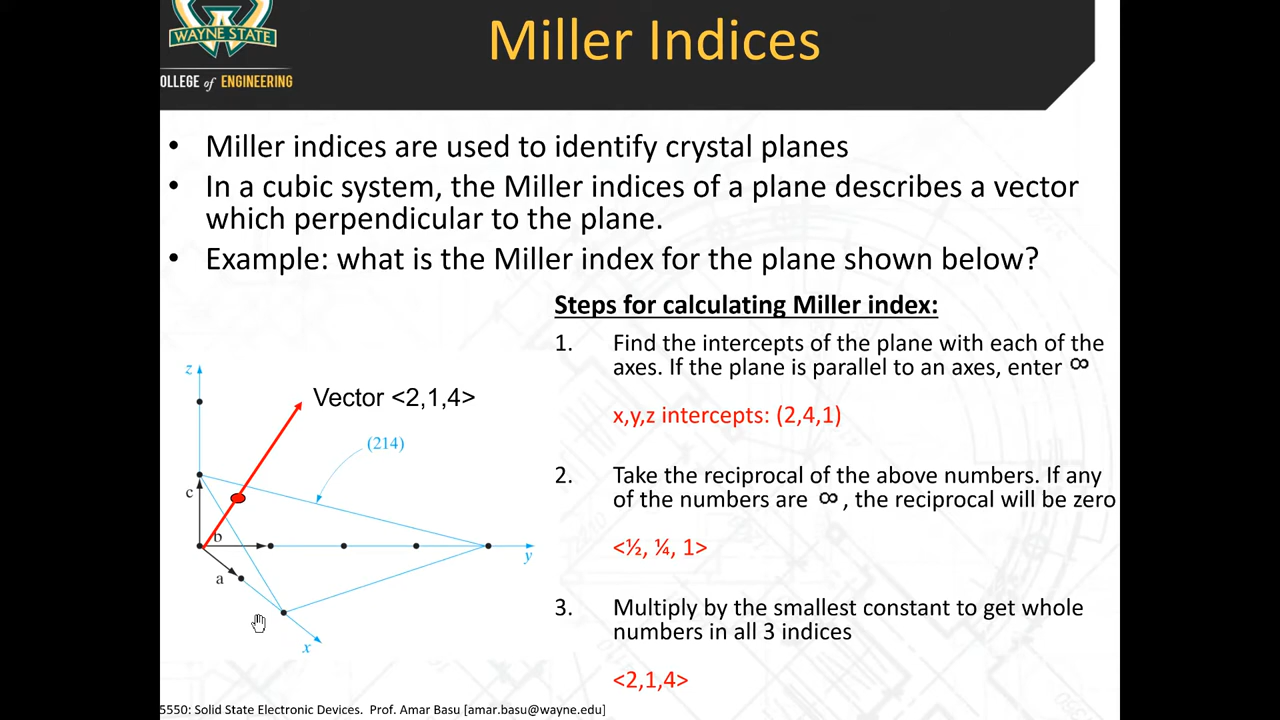 WAYNE STATE
OLLEGE of ENGINEERING
Miller Indices
• Miller indices are used to identify crystal planes
• In a cubic system, the Miller indices of a plane describes a vector
which perpendicular to the plane.
• Example: what is the Miller index for the plane shown below?
Steps for calculating Miller index:
1. Find the intercepts of the plane with each of the
axes. If the plane is parallel to an axes, enter ∞
x,y,z intercepts: (2,4,1)
2. Take the reciprocal of the above numbers. If any
of the numbers are ∞, the reciprocal will be zero
<½, ¼, 1>
3. Multiply by the smallest constant to get whole
numbers in all 3 indices
<2,1,4>
z
Vector <2,1,4>
(214)
c
b
y
a
x
5550: Solid State Electronic Devices. Prof. Amar Basu [amar.basu@wayne.edu]